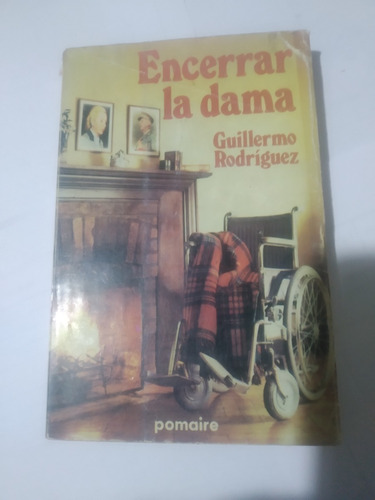 Encerrar
la dama
Guillermo
Rodríguez
pomaire